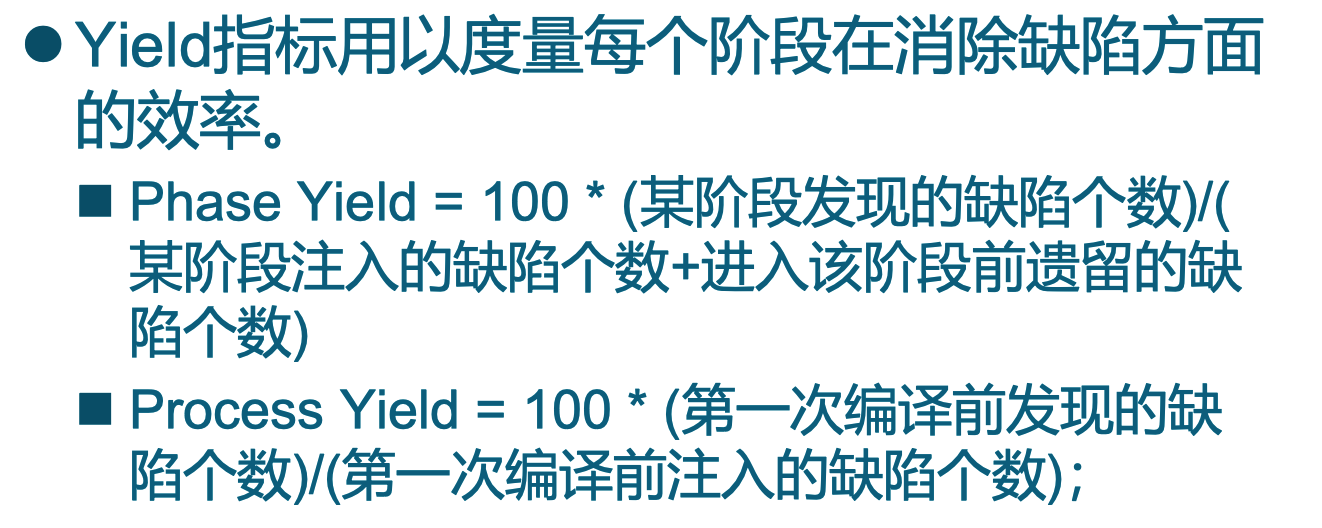 ●Yield指标用以度量每个阶段在消除缺陷方面
的效率。
■ Phase Yield = 100 * (某阶段发现的缺陷个数)/(
某阶段注入的缺陷个数+进入该阶段前遗留的缺
陷个数)
■ Process Yield = 100 * (第一次编译前发现的缺
陷个数)/(第一次编译前注入的缺陷个数)；